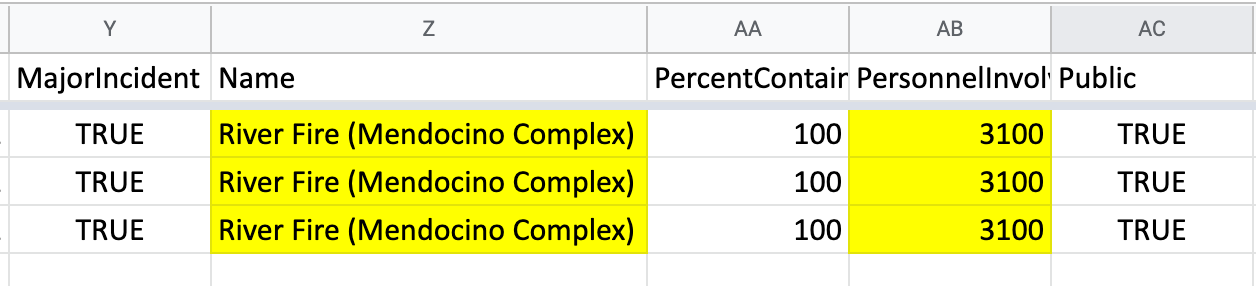 Y Z AA AB AC
MajorIncident Name PercentContair PersonnelInvol Public
TRUE River Fire (Mendocino Complex) 100 3100 TRUE
TRUE River Fire (Mendocino Complex) 100 3100 TRUE
TRUE River Fire (Mendocino Complex) 100 3100 TRUE